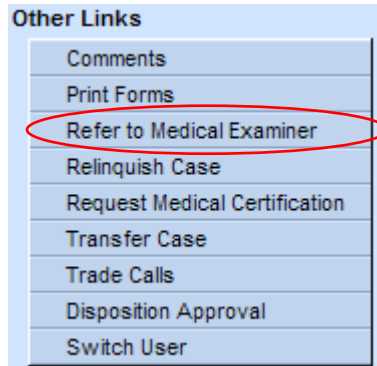 Other Links
Comments
Print Forms
Refer to Medical Examiner
Relinquish Case
Request Medical Certification
Transfer Case
Trade Calls
Disposition Approval
Switch User